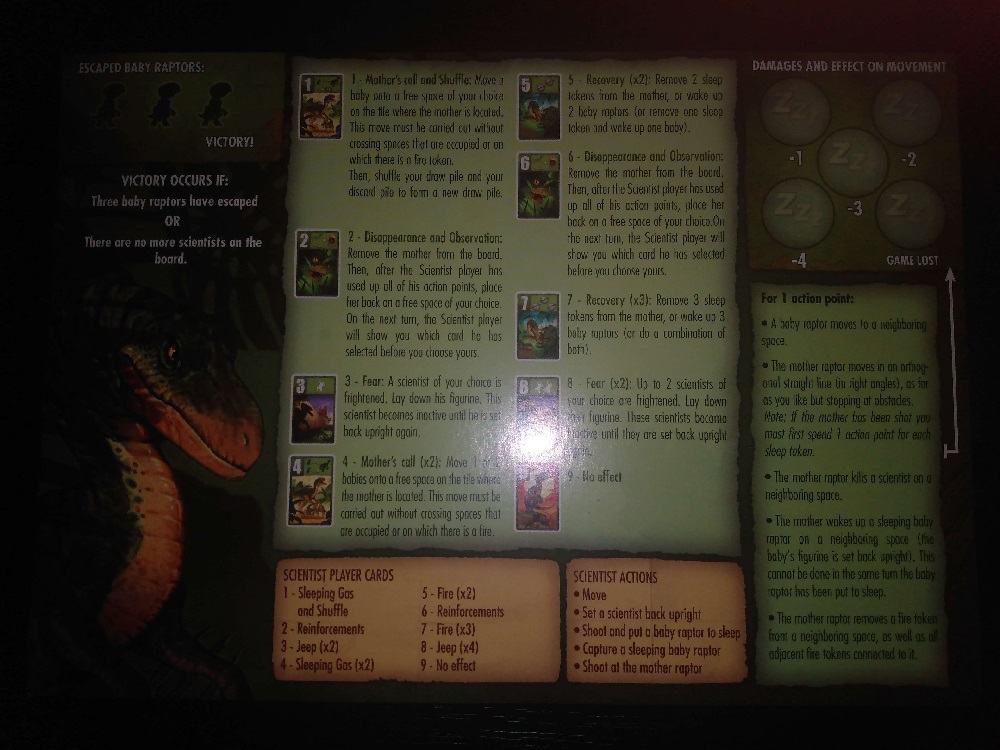 ESCAPED BABY RAPTORS:
VICTORY!
VICTORY OCCURS IF:
Three baby raptors have escaped
OR
There are no more scientists on the
board.
1
1 - Mother's call and Shuffle: Move a
baby onto a free space of your choice
on the tile where the mother is located.
This move must be carried out without
crossing spaces that are occupied or on
which there is a fire token.
Then, shuffle your draw pile and your
discard pile to form a new draw pile.
2
2 - Disappearance and Observation:
Remove the mother from the board.
Then, after the Scientist player has
used up all of his action points, place
her back on a free space of your choice.
On the next turn, the Scientist player
will show you which card he has
selected before you choose yours.
3
3 - Fear: A scientist of your choice is
frightened. Lay down his figurine. This
scientist becomes inactive until he is set
back upright again.
4
4 - Mother's call (x2): Move 1 or 2
babies onto a free space on the tile where
the mother is located. This move must be
carried out without crossing spaces that
are occupied or on which there is a fire.
5
5 - Recovery (x2): Remove 2 sleep
tokens from the mother, or wake up
2 baby raptors (or remove one sleep
token and wake up one baby).
6
6 - Disappearance and Observation:
Remove the mother from the board.
Then, after the Scientist player has used
up all of his action points, place her
back on a free space of your choice.On
the next turn, the Scientist player will
show you which card he has selected
before you choose yours.
7
7 - Recovery (x3): Remove 3 sleep
tokens from the mother, or wake up 3
baby raptors (or do a combination of
both).
8
8 - Fear (x2): Up to 2 scientists of
your choice are frightened. Lay down
figurine. These scientists become
inactive until they are set back upright
9 - No effect
DAMAGES AND EFFECT ON MOVEMENT
-1
-2
-3
-4
GAME LOST
For 1 action point:
• A baby raptor moves to a neighboring
space.
• The mother raptor moves in an orthog-
onal straight line (in right angles), as far
as you like but stopping at obstacles.
Note: If the mother has been shot you
must first spend 1 action point for each
sleep token.
• The mother raptor kills a scientist on a
neighboring space.
• The mother wakes up a sleeping baby
raptor on a neighboring space (the
baby's figurine is set back upright). This
cannot be done in the same turn the baby
raptor has been put to sleep.
• The mother raptor removes a fire token
from a neighboring space, as well as all
adjacent fire tokens connected to it.
SCIENTIST PLAYER CARDS
1 - Sleeping Gas
and Shuffle
2 - Reinforcements
3 - Jeep (x2)
4 - Sleeping Gas (x2)
5 - Fire (x2)
6 - Reinforcements
7 - Fire (x3)
8 - Jeep (x4)
9 - No effect
SCIENTIST ACTIONS
• Move
• Set a scientist back upright
• Shoot and put a baby raptor to sleep
• Capture a sleeping baby raptor
• Shoot at the mother raptor